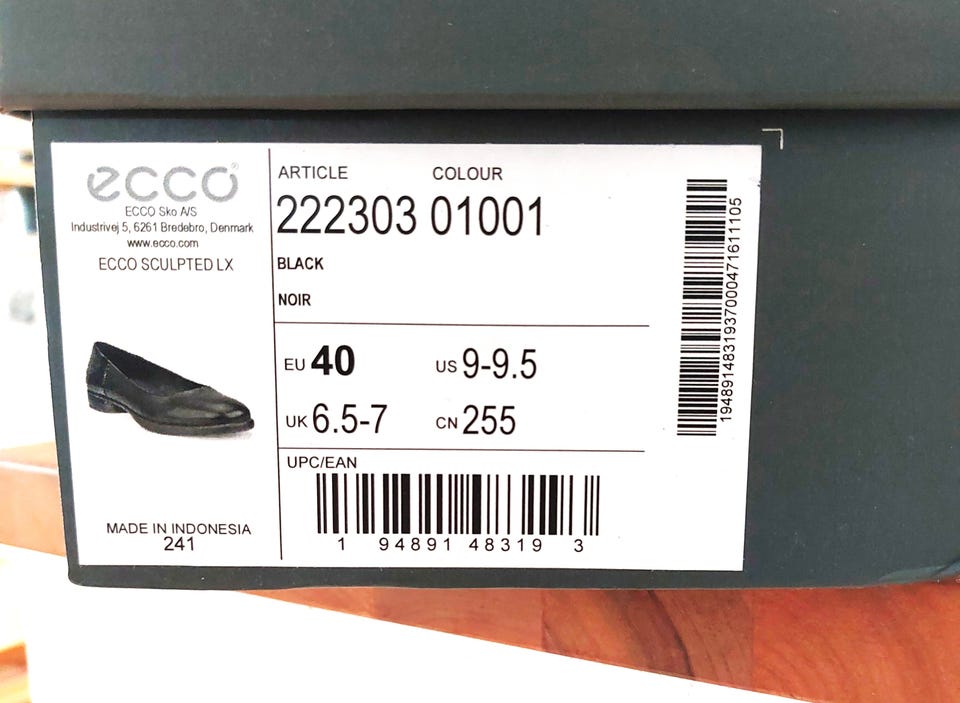 ecco®
ECCO Sko A/S
Industrivej 5, 6261 Bredebro, Denmark
www.ecco.com
ECCO SCULPTED LX
MADE IN INDONESIA
241
ARTICLE COLOUR
222303 01001
BLACK
NOIR
EU 40 US 9-9.5
UK 6.5-7 CN 255
UPC/EAN
1 94891 48319 3
194891483193700047161 1105